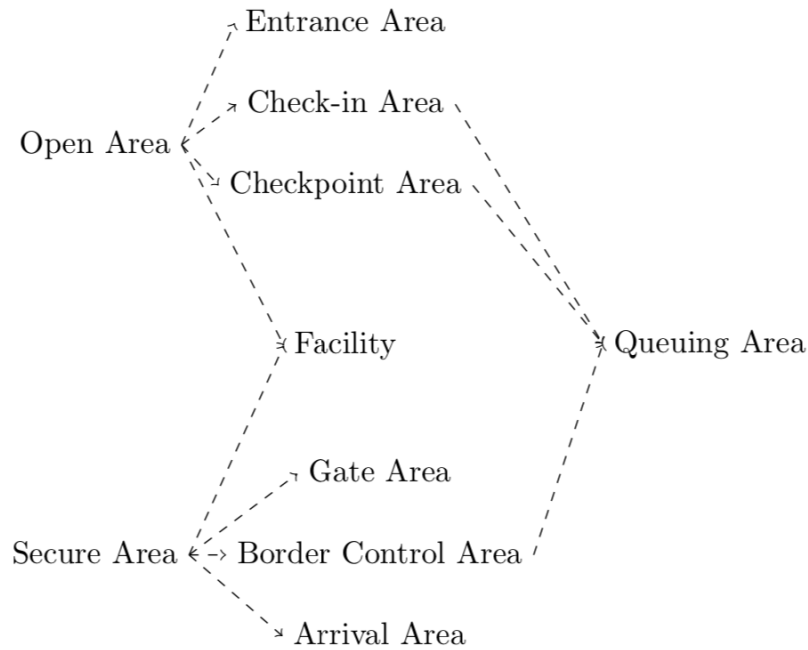 Entrance Area
Check-in Area
Open Area
Checkpoint Area
Facility
Queuing Area
Gate Area
Secure Area
Border Control Area
Arrival Area